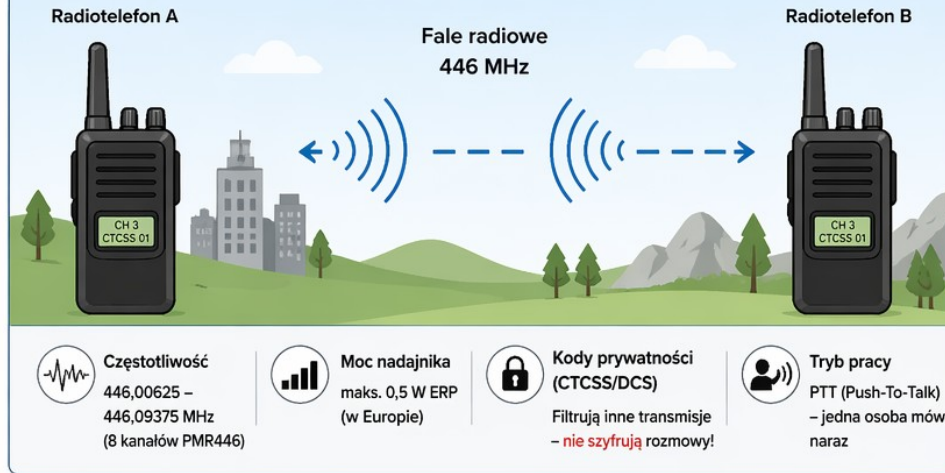 Radiotelefon A
Radiotelefon B
Fale radiowe
446 MHz
CH 3
CTCSS 01
CH 3
CTCSS 01
Częstotliwość
446,00625 –
446,09375 MHz
(8 kanałów PMR446)
Moc nadajnika
maks. 0,5 W ERP
(w Europie)
Kody prywatności
(CTCSS/DCS)
Filtrują inne transmisje
– nie szyfrują rozmowy!
Tryb pracy
PTT (Push-To-Talk)
– jedna osoba mów
naraz